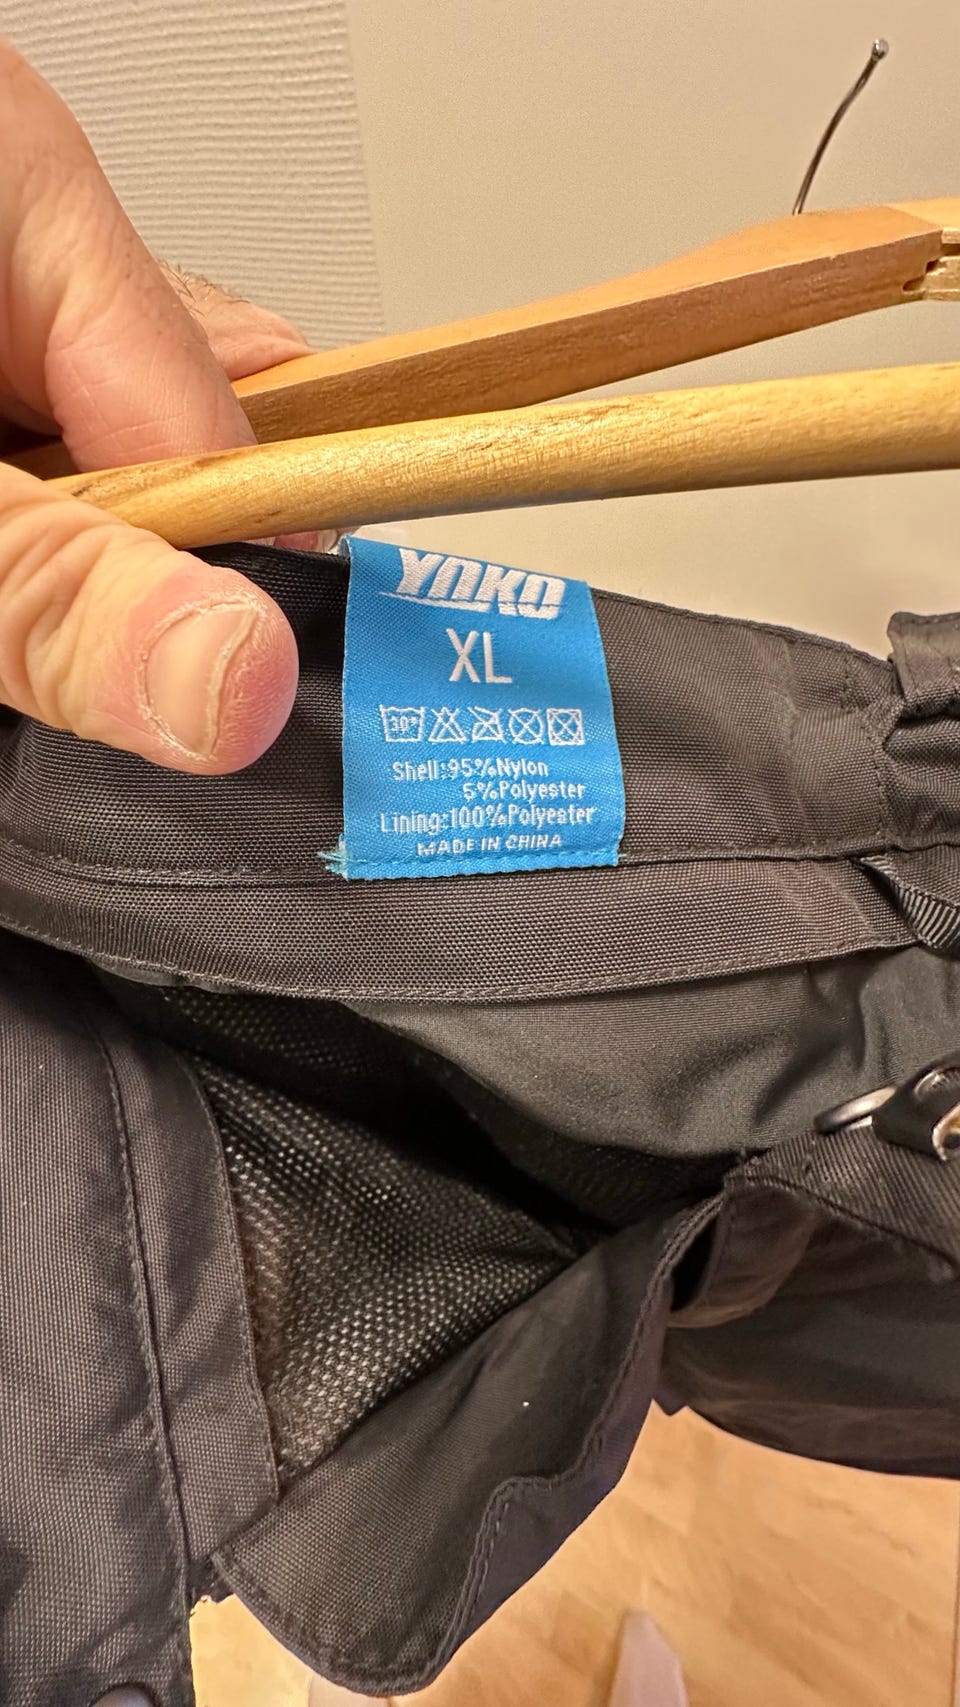 YOKO
XL
30°
Shell:95%Nylon
5%Polyester
Lining:100%Polyester
MADE IN CHINA